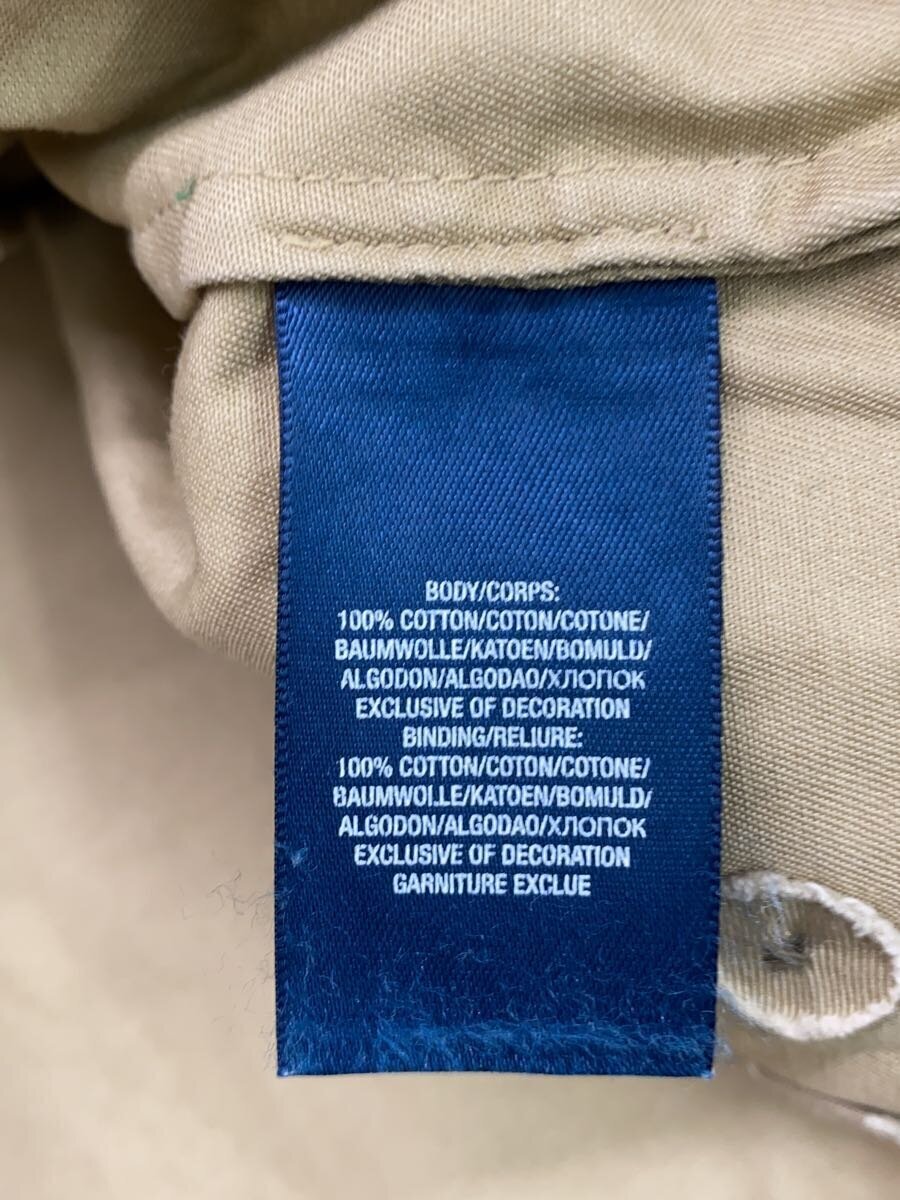 BODY/CORPS:
100% COTTON/COTON/COTONE/
BAUMWOLLE/KATOEN/BOMULD/
ALGODON/ALGODAO/ХЛОПОК
EXCLUSIVE OF DECORATION
BINDING/RELIURE:
100% COTTON/COTON/COTONE/
BAUMWOLLE/KATOEN/BOMULD/
ALGODON/ALGODAO/ХЛОПОК
EXCLUSIVE OF DECORATION
GARNITURE EXCLUE